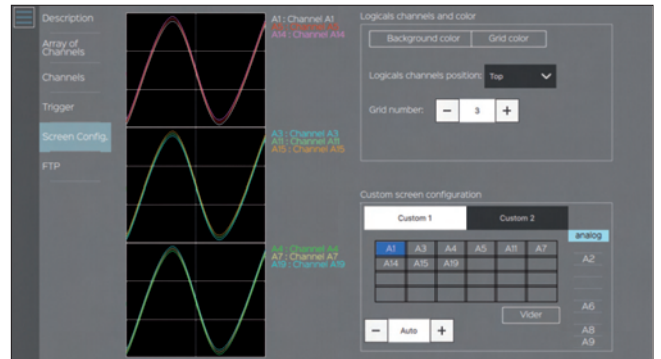 Description
Array of
Channels
Channels
Trigger
Screen Config.
FTP
A1 : Channel A1
A14 : Channel A14
A3 : Channel A3
A11 : Channel A11
A15 : Channel A15
A4 : Channel A4
A7 : Channel A7
A19 : Channel A19
Logicals channels and color
Background color
Grid color
Logicals channels position: Top
Grid number: - 3 +
Custom screen configuration
Custom 1
Custom 2
analog
A1 A3 A4 A5 A11 A7
A14 A15 A19
A2
A6
A8
A9
Vider
- Auto +